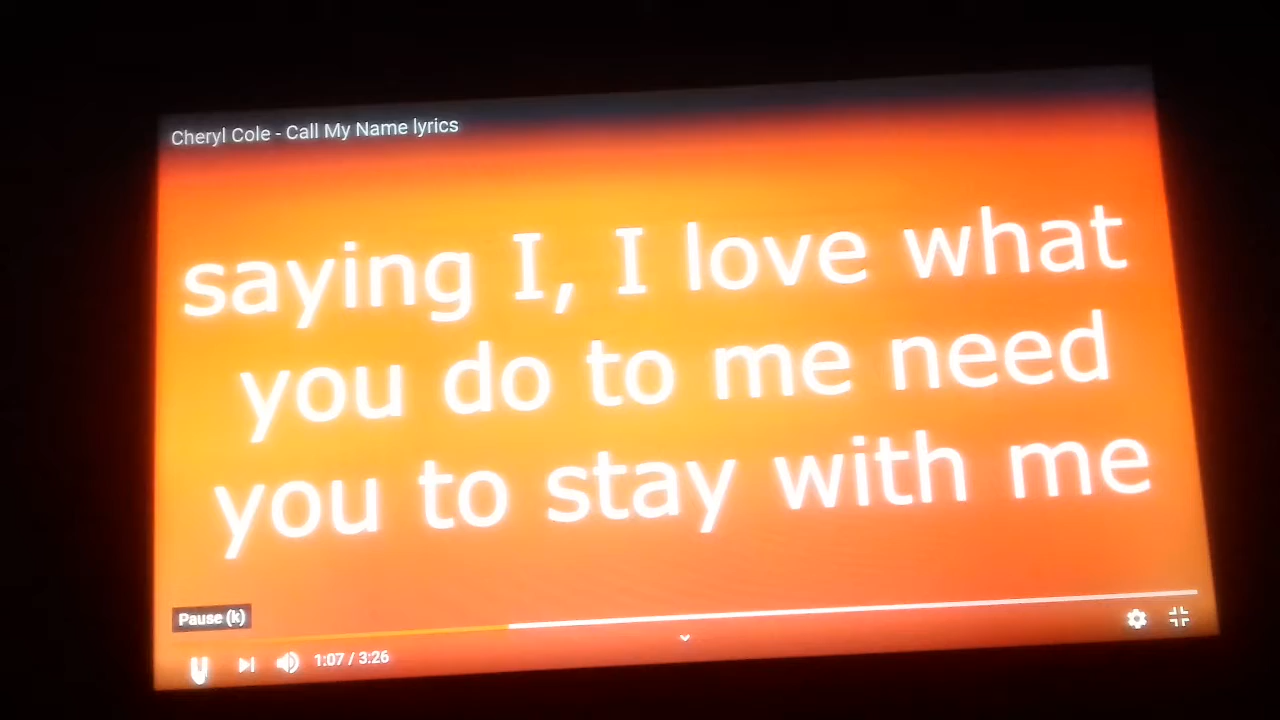 Cheryl Cole - Call My Name lyrics
saying I, I love what
you do to me need
you to stay with me
Pause (k)
1:07 / 3:26